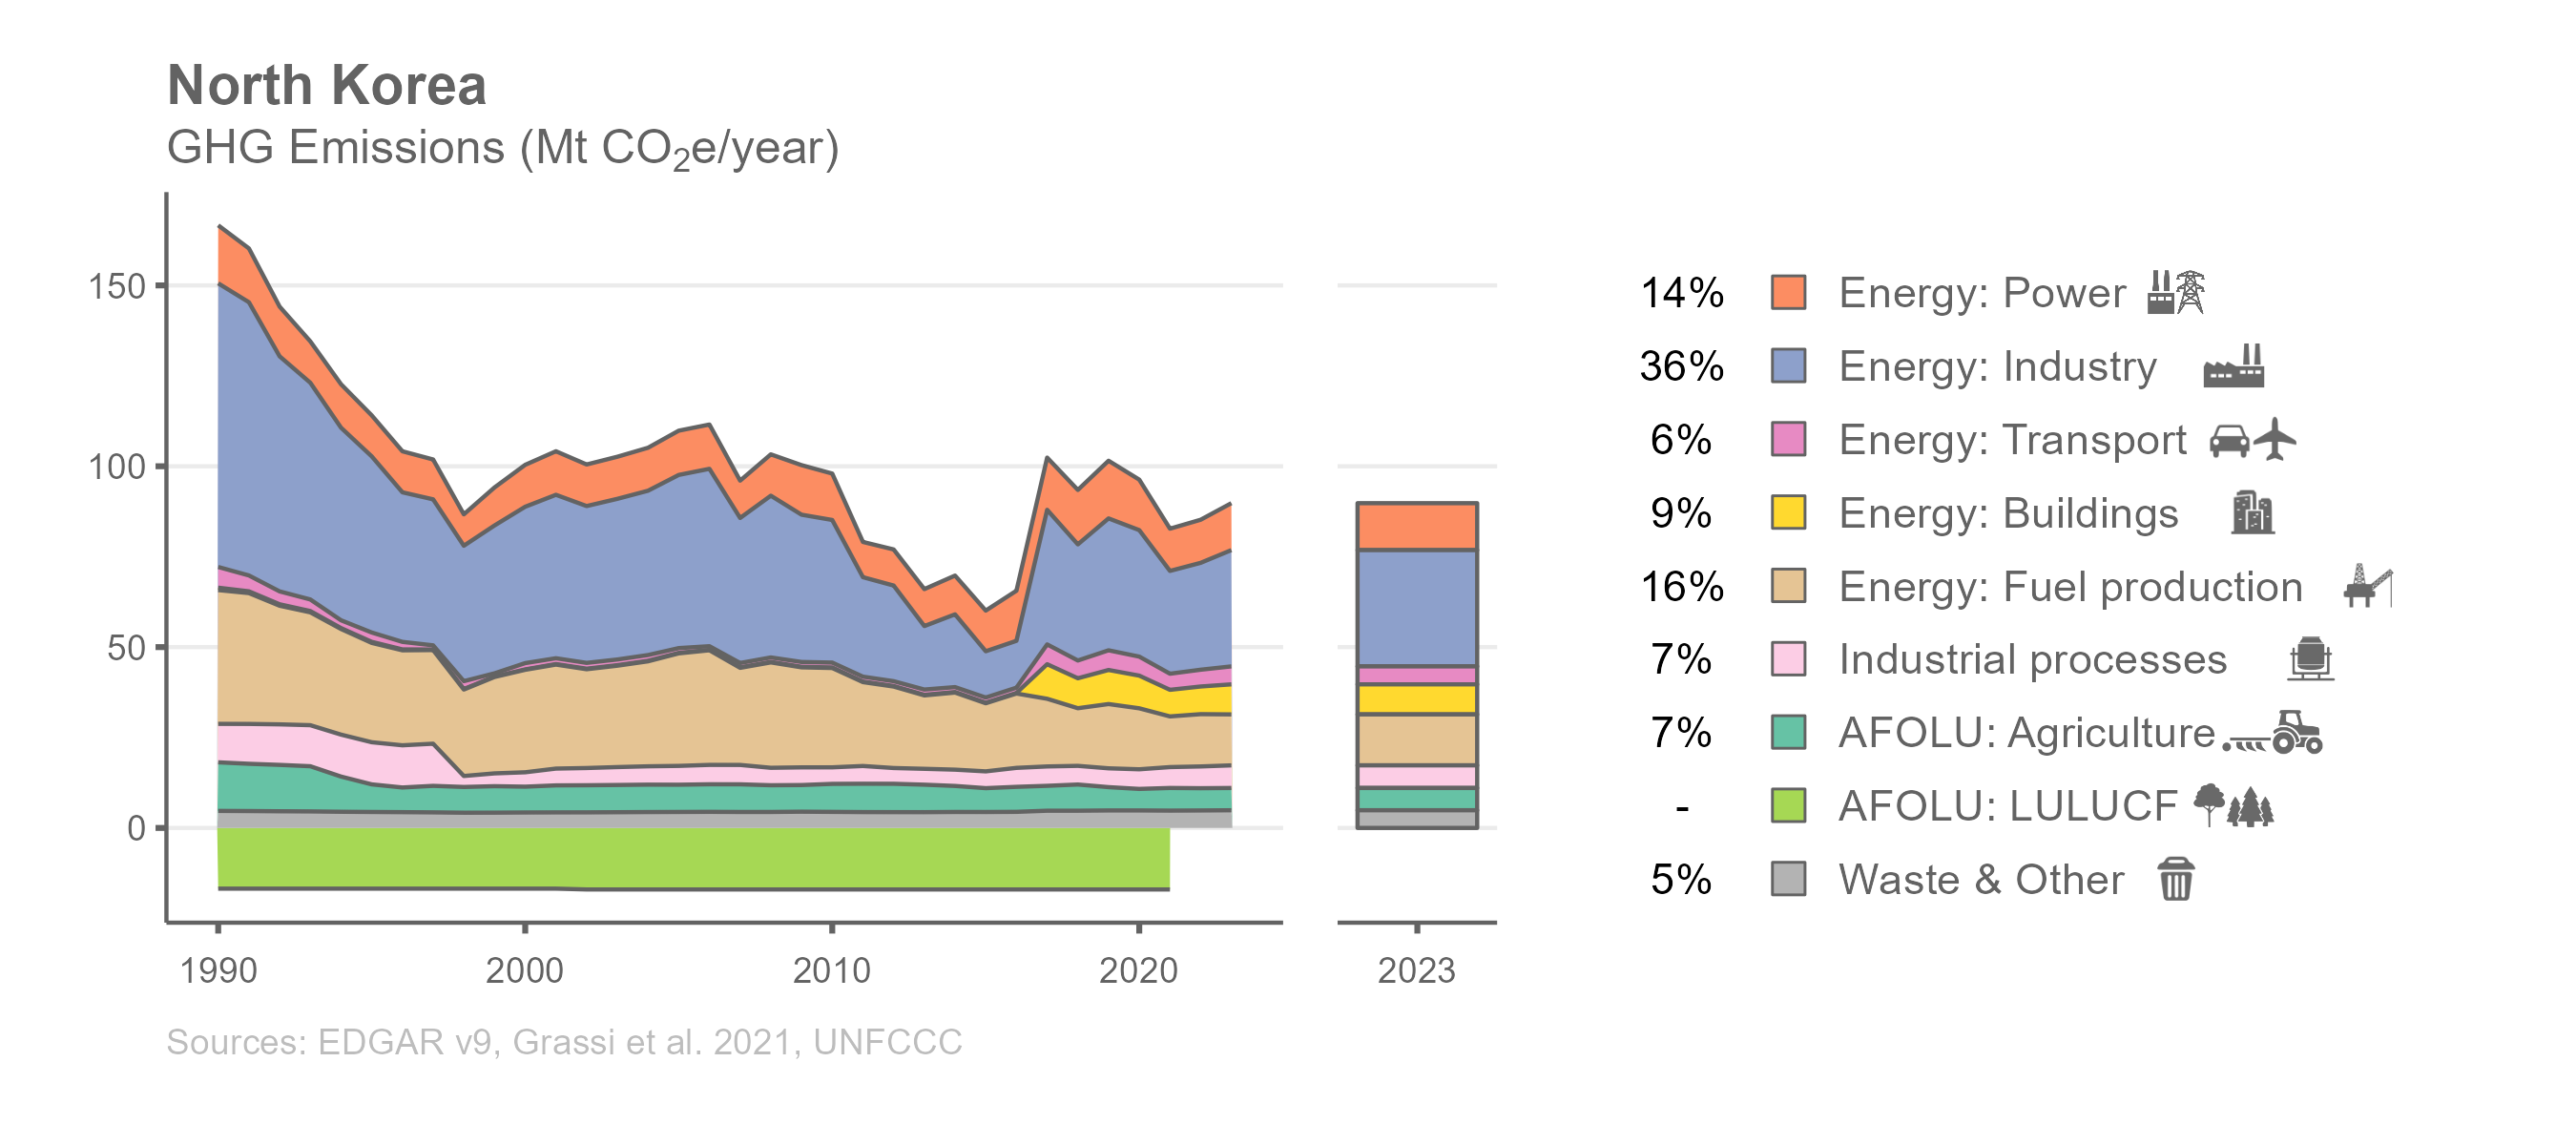 North Korea
GHG Emissions (Mt CO₂e/year)
150
100
50
0
1990
2000
2010
2020
2023
14% Energy: Power
36% Energy: Industry
6% Energy: Transport
9% Energy: Buildings
16% Energy: Fuel production
7% Industrial processes
7% AFOLU: Agriculture
- AFOLU: LULUCF
5% Waste & Other
Sources: EDGAR v9, Grassi et al. 2021, UNFCCC